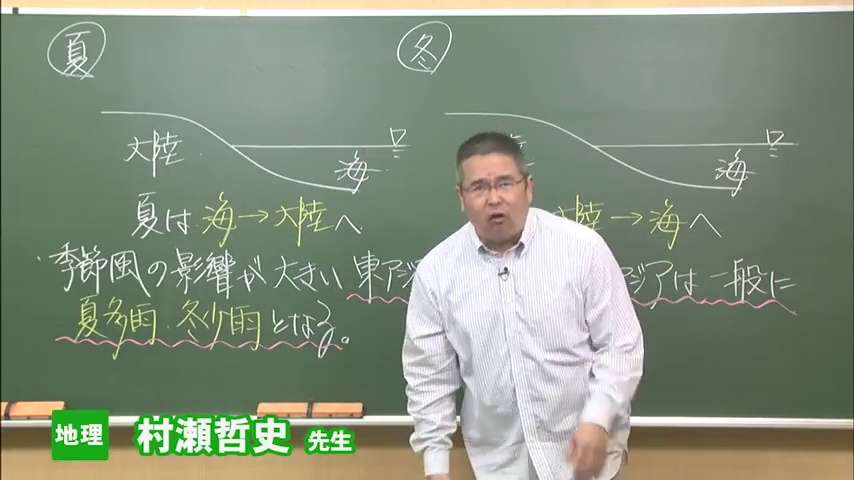 夏
冬
大陸
海
海
夏は 海→大陸へ
大陸→海へ
季節風の影響が大きい 東アジ
ジアは一般に
夏多雨・冬少雨となる。
地理 村瀬哲史 先生